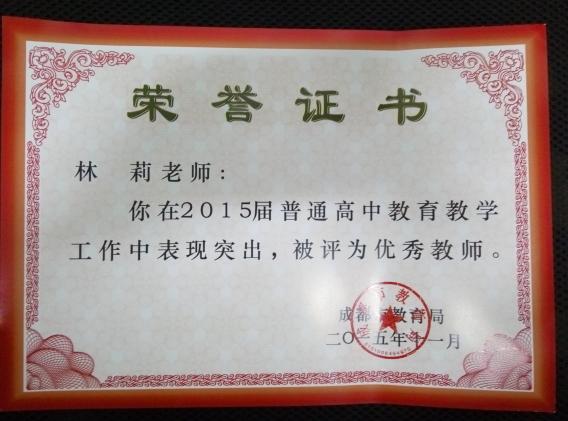 荣誉证书
林 莉老师:
你在2015届普通高中教育教学
工作中表现突出,被评为优秀教师。
成都市教育局
二〇一五年十一月